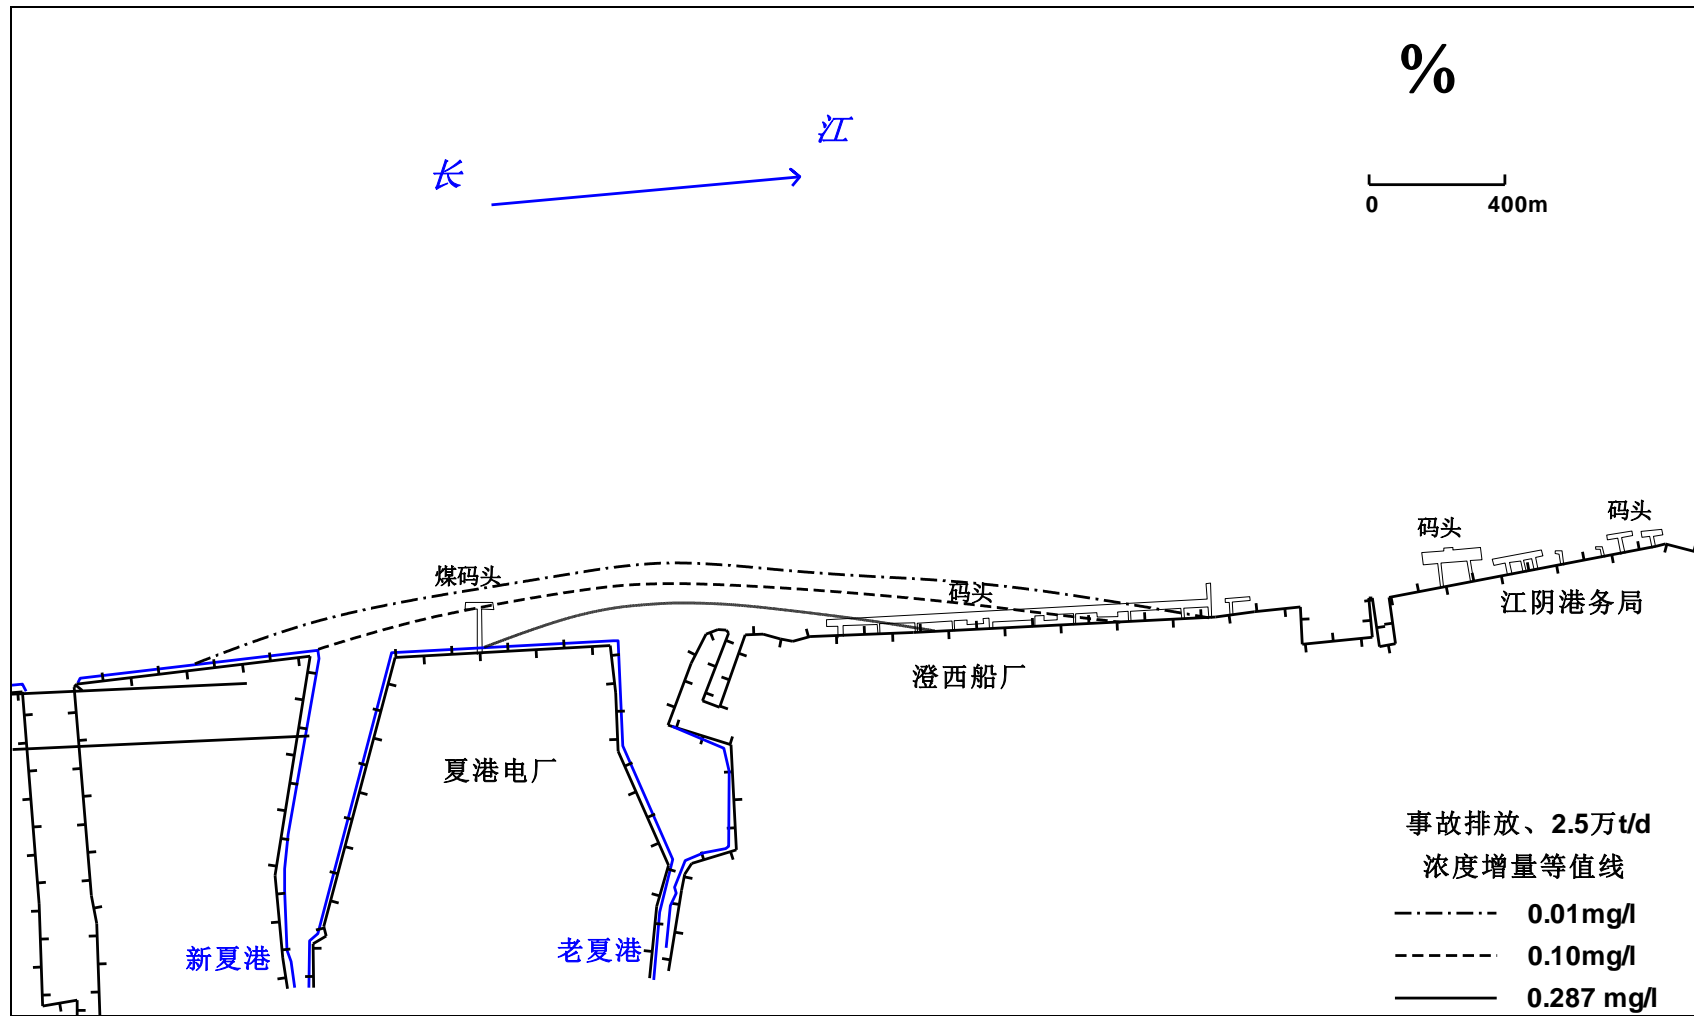 %
江
长
0 400m
码头
码头
煤码头
码头
江阴港务局
澄西船厂
夏港电厂
事故排放、2.5万t/d
浓度增量等值线
0.01mg/l
新夏港
老夏港
0.10mg/l
0.287 mg/l